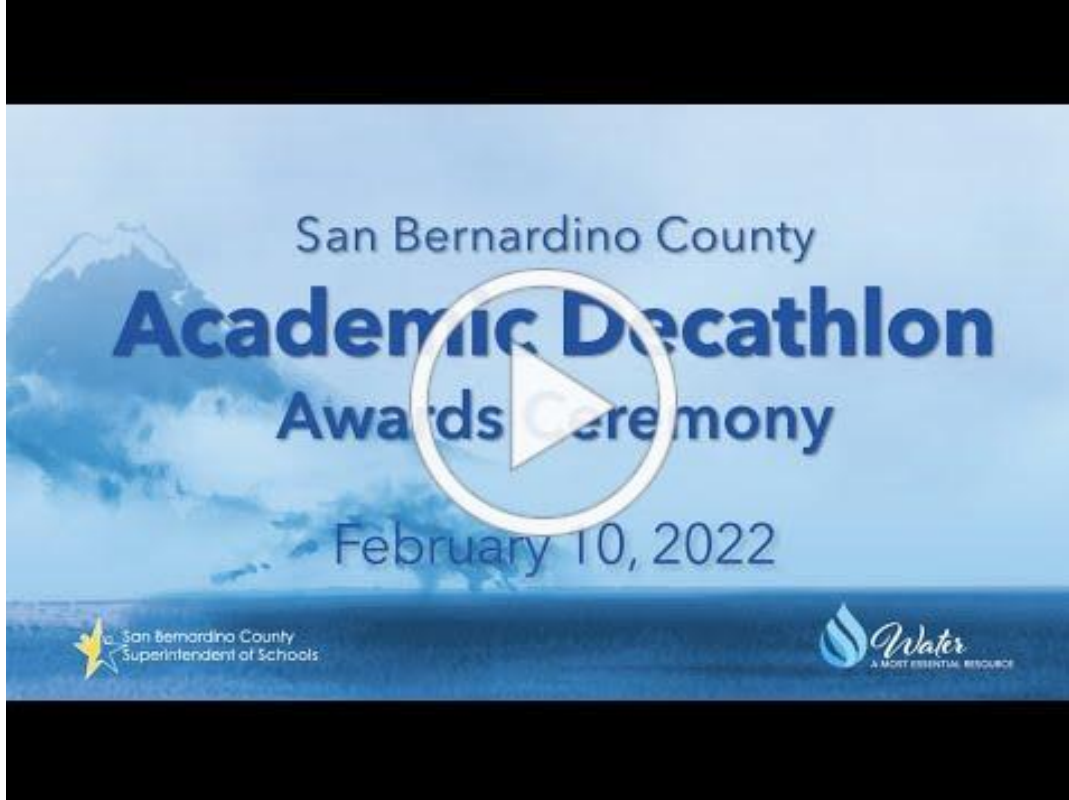 San Bernardino County
Academic Decathlon
Awards Ceremony
February 10, 2022
San Bernardino County
Superintendent of Schools
Water
A MOST ESSENTIAL RESOURCE